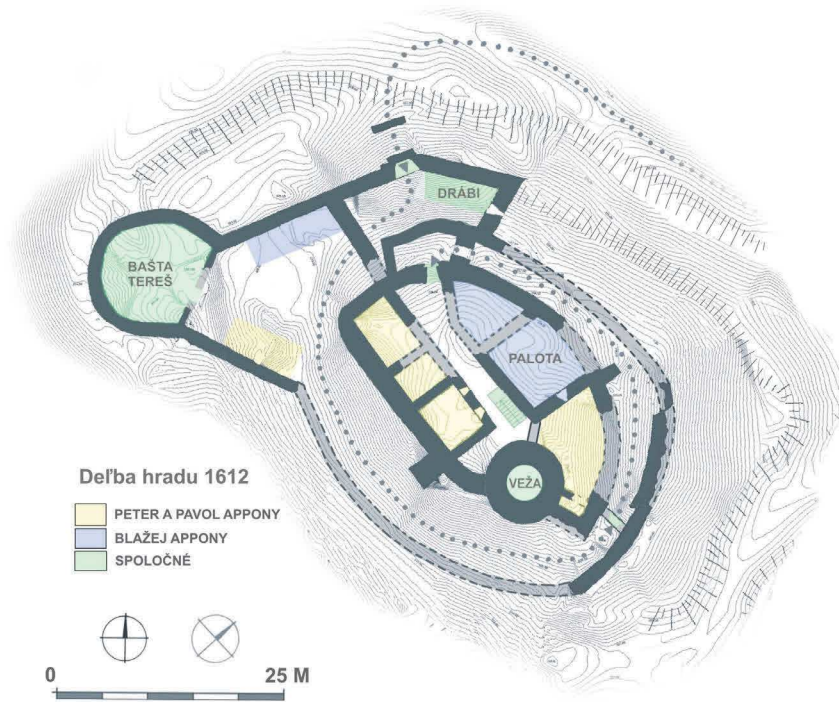 DRÁBI
BAŠTA
TEREŠ
PALOTA
VEŽA
Deľba hradu 1612
PETER A PAVOL APPONY
BLAŽEJ APPONY
SPOLOČNÉ
0
25 M